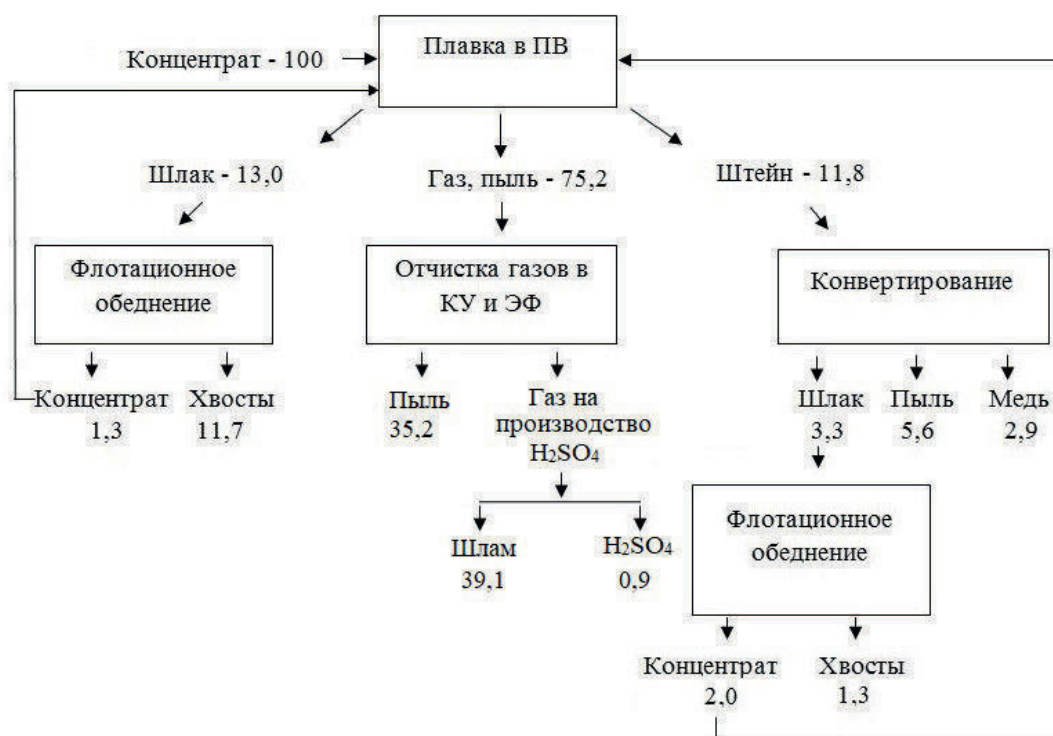 Плавка в ПВ
Концентрат - 100
Шлак - 13,0
Газ, пыль - 75,2
Штейн - 11,8
Флотационное
обеднение
Отчистка газов в
КУ и ЭФ
Конвертирование
Концентрат
1,3
Хвосты
11,7
Пыль
35,2
Газ на
производство
H₂SO₄
Шлак
3,3
Пыль
5,6
Медь
2,9
Шлам
39,1
H₂SO₄
0,9
Флотационное
обеднение
Концентрат
2,0
Хвосты
1,3